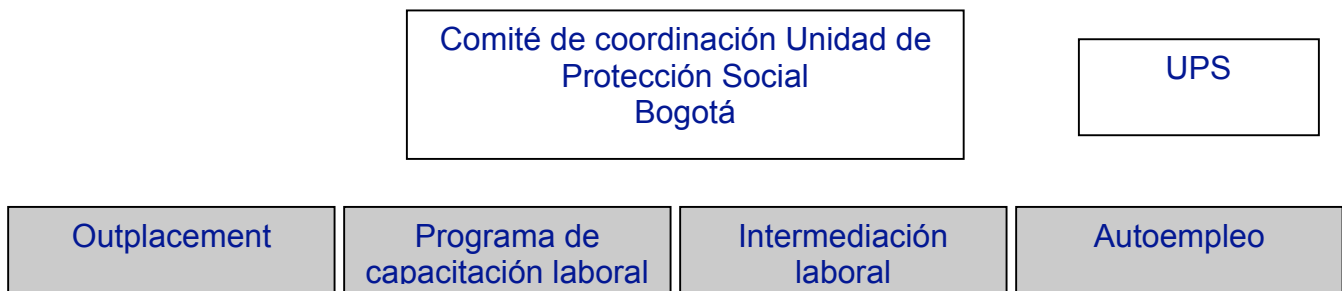 Comité de coordinación Unidad de
Protección Social
Bogotá
UPS
Outplacement
Programa de
capacitación laboral
Intermediación
laboral
Autoempleo